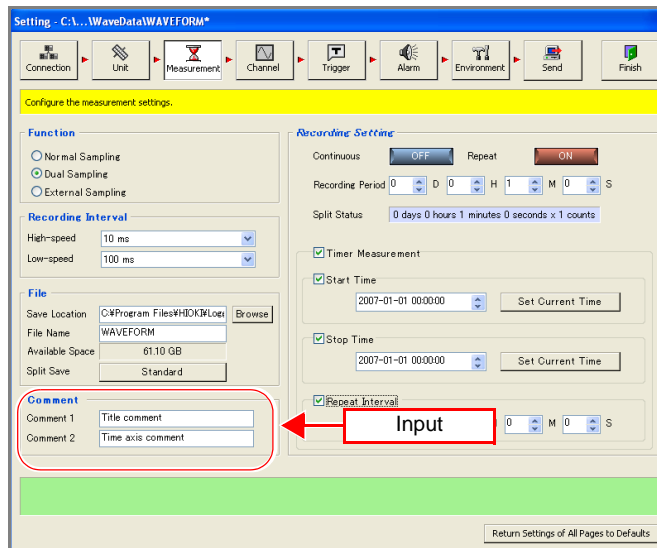 Setting - C:\...\WaveData\WAVEFORM*
Connection Unit Measurement Channel Trigger Alarm Environment Send Finish
Configure the measurement settings.
Function
Normal Sampling
Dual Sampling
External Sampling
Recording Interval
High-speed 10 ms
Low-speed 100 ms
File
Save Location C:¥Program Files¥HIOKI¥Log Browse
File Name WAVEFORM
Available Space 61.10 GB
Split Save Standard
Comment
Comment 1 Title comment
Comment 2 Time axis comment
Recording Setting
Continuous OFF Repeat ON
Recording Period 0 D 0 H 1 M 0 S
Split Status 0 days 0 hours 1 minutes 0 seconds x 1 counts
Timer Measurement
Start Time
2007-01-01 00:00:00 Set Current Time
Stop Time
2007-01-01 00:00:00 Set Current Time
Repeat Interval
Input
0 M 0 S
Return Settings of All Pages to Defaults